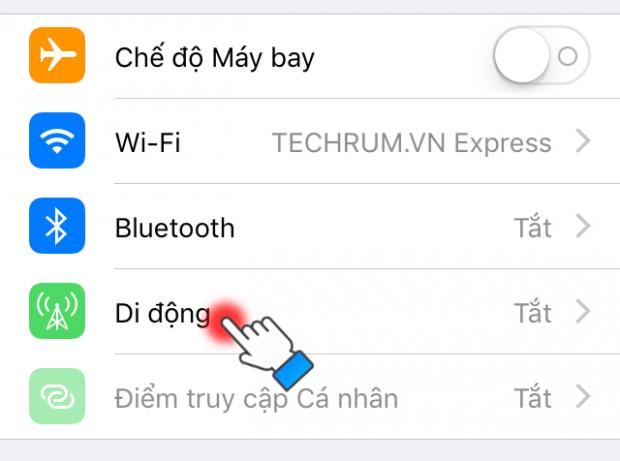 Chế độ Máy bay
Wi-Fi TECHRUM.VN Express
Bluetooth Tắt
Di động Tắt
Điểm truy cập Cá nhân Tắt